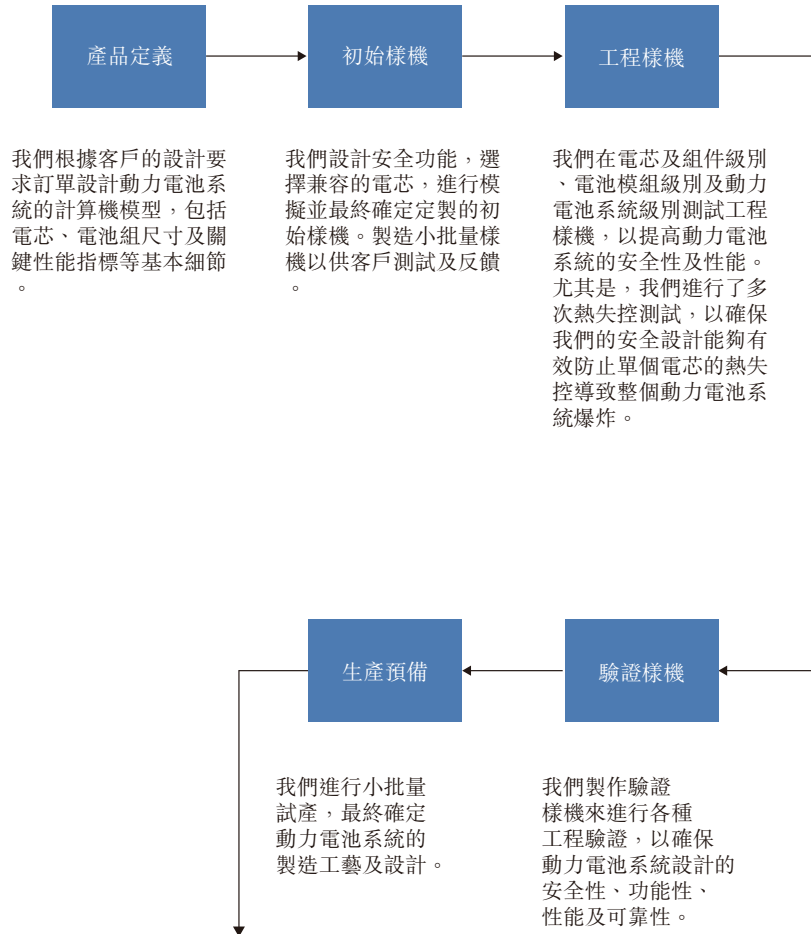 產品定義
初始樣機
工程樣機
我們根據客戶的設計要
求訂單設計動力電池系
統的計算機模型，包括
電芯、電池組尺寸及關
鍵性能指標等基本細節
。
我們設計安全功能，選
擇兼容的電芯，進行模
擬並最終確定定製的初
始樣機。製造小批量樣
機以供客戶測試及反饋
。
我們在電芯及組件級別
、電池模組級別及動力
電池系統級別測試工程
樣機，以提高動力電池
系統的安全性及性能。
尤其是，我們進行了多
次熱失控測試，以確保
我們的安全設計能夠有
效防止單個電芯的熱失
控導致整個動力電池系
統爆炸。
生產預備
驗證樣機
我們進行小批量
試產，最終確定
動力電池系統的
製造工藝及設計。
我們製作驗證
樣機來進行各種
工程驗證，以確保
動力電池系統設計的
安全性、功能性、
性能及可靠性。